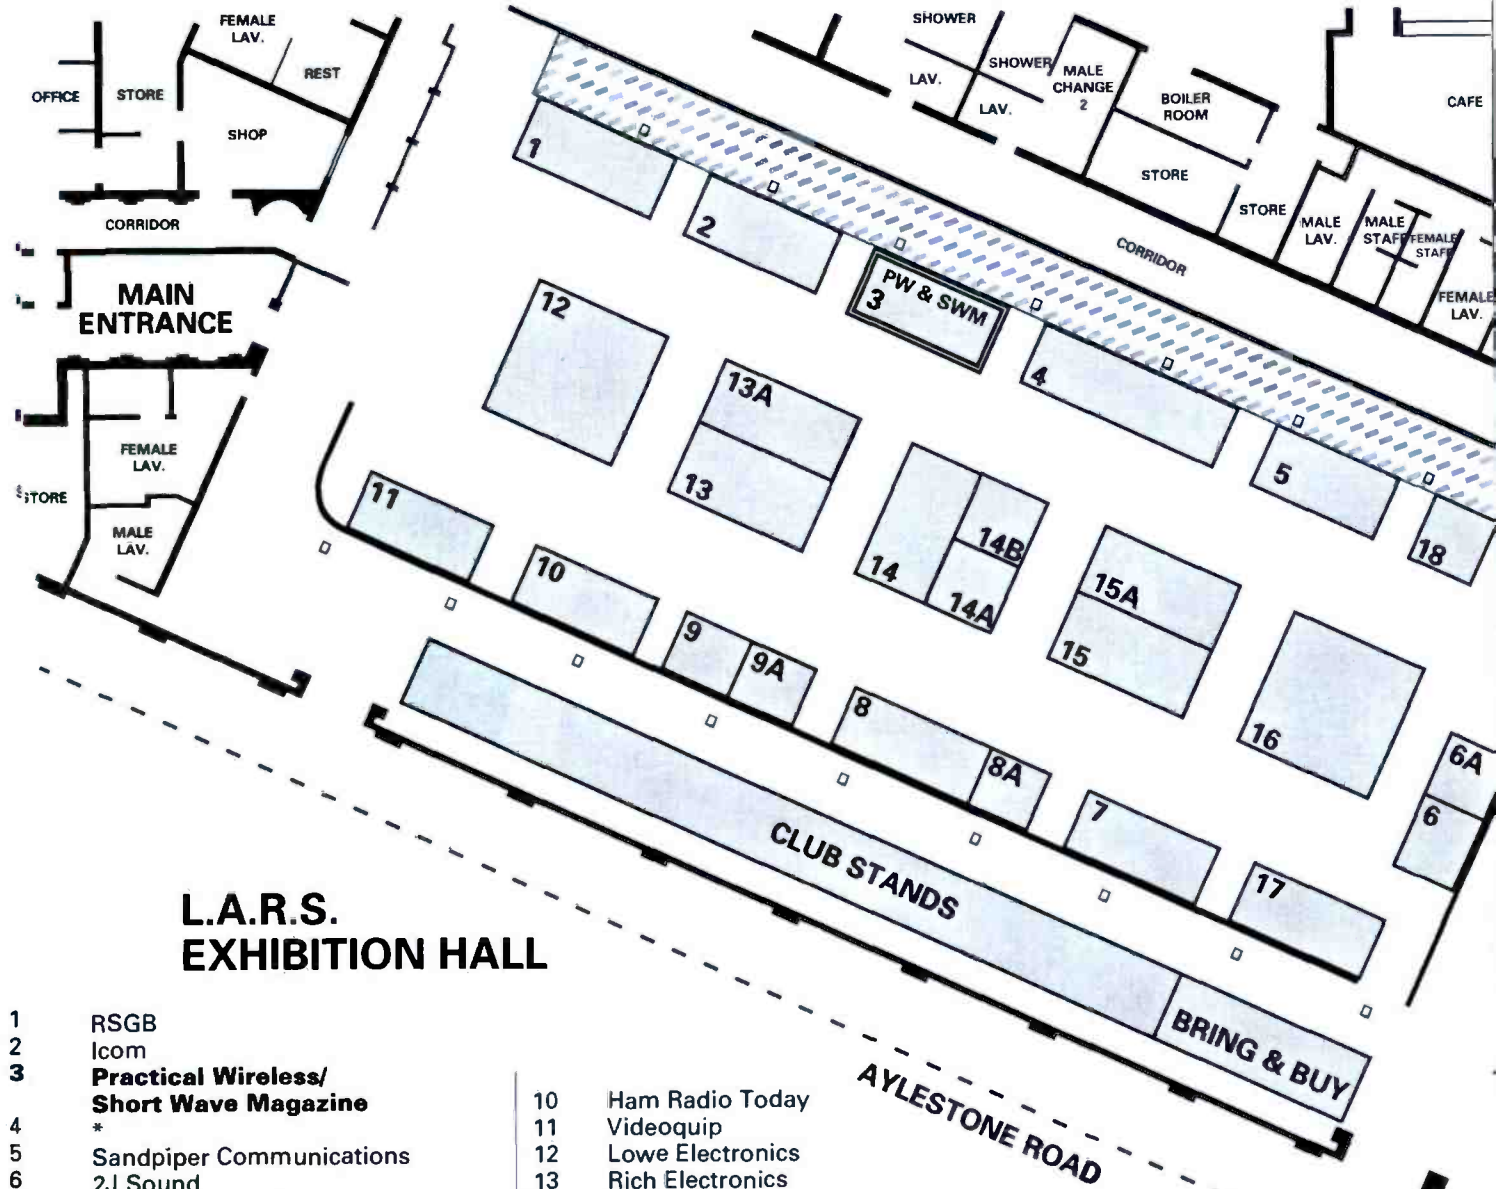 FEMALE
LAV.
REST
OFFICE
STORE
SHOP
CORRIDOR
MAIN
ENTRANCE
FEMALE
LAV.
STORE
MALE
LAV.
SHOWER
SHOWER
LAV.
LAV.
MALE
CHANGE
2
BOILER
ROOM
CAFE
STORE
STORE
MALE
LAV.
MALE
STAFF
FEMALE
STAFF
FEMALE
LAV.
CORRIDOR
1
2
PW & SWM
3
4
5
18
12
13A
13
14
14B
14A
15A
15
16
6A
6
11
10
9
9A
8
8A
7
17
CLUB STANDS
BRING & BUY
AYLESTONE ROAD
L.A.R.S.
EXHIBITION HALL
1 RSGB
2 Icom
3 Practical Wireless/
Short Wave Magazine
4 *
5 Sandpiper Communications
6 2J Sound
10 Ham Radio Today
11 Videoquip
12 Lowe Electronics
13 Rich Electronics